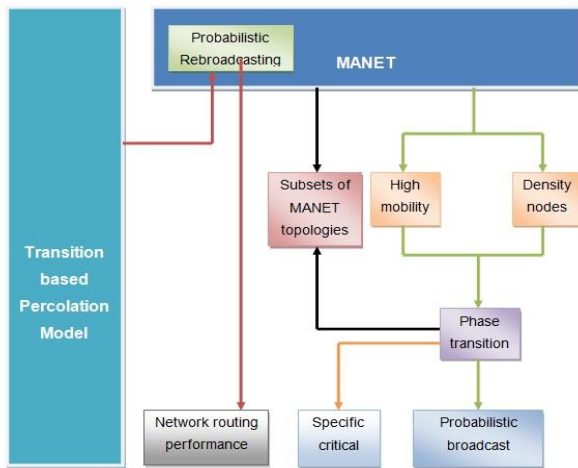 Probabilistic
Rebroadcasting
MANET
Subsets of
MANET
topologies
High
mobility
Density
nodes
Transition
based
Percolation
Model
Phase
transition
Network routing
performance
Specific
critical
Probabilistic
broadcast